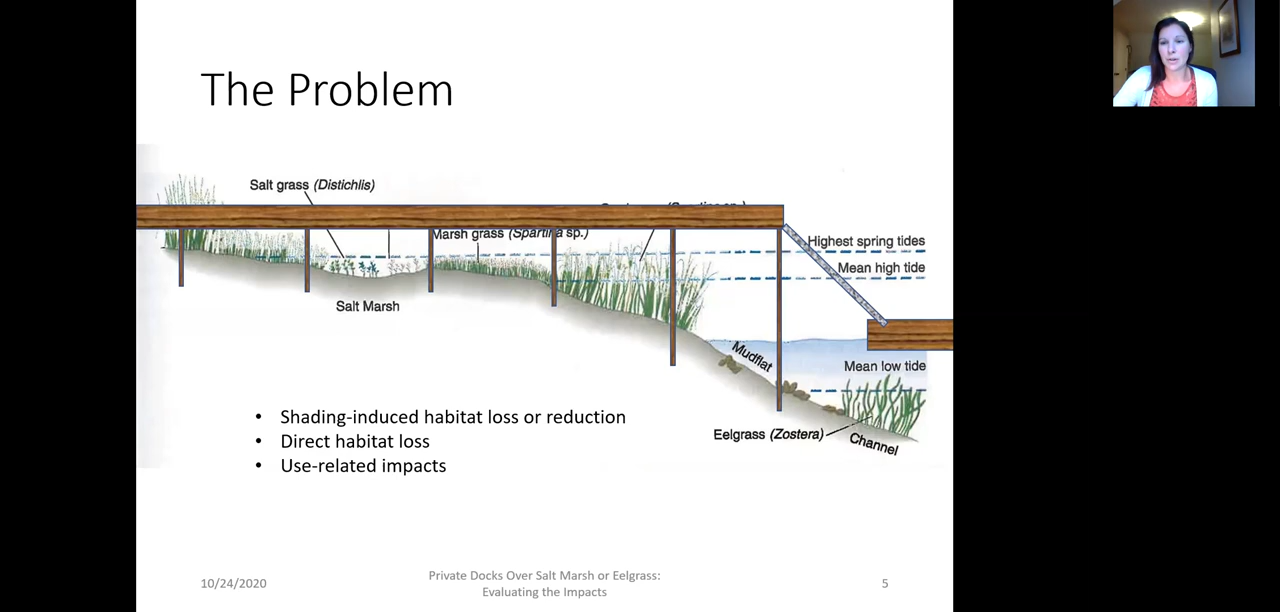 The Problem
Salt grass (Distichlis)
Marsh grass (Spartina sp.)
Highest spring tides
Mean high tide
Salt Marsh
Mudflat
Mean low tide
Eelgrass (Zostera)
Channel
• Shading-induced habitat loss or reduction
• Direct habitat loss
• Use-related impacts
10/24/2020
Private Docks Over Salt Marsh or Eelgrass:
Evaluating the Impacts
5